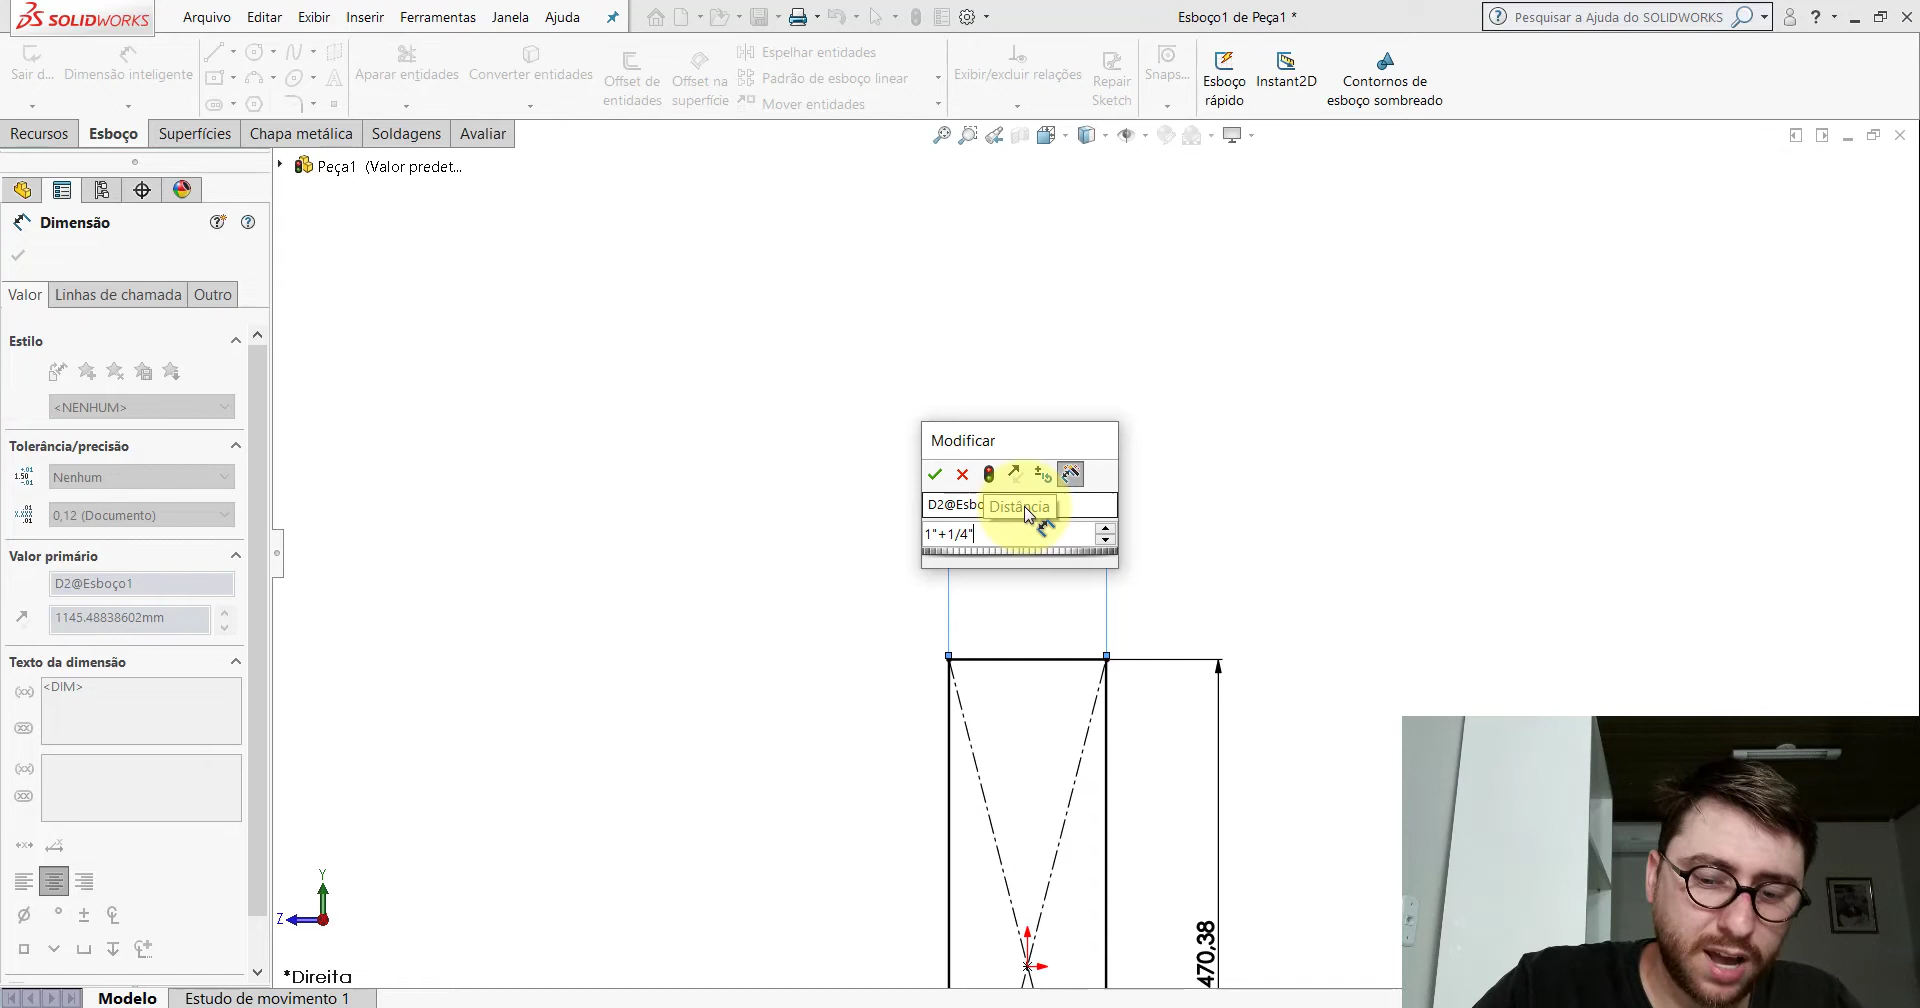 SOLIDWORKS
Arquivo Editar Exibir Inserir Ferramentas Janela Ajuda
Esboço1 de Peça1 *
Pesquisar a Ajuda do SOLIDWORKS
Sair d...
Dimensão inteligente
Aparar entidades
Converter entidades
Offset de
entidades
Offset na
superfície
Espelhar entidades
Padrão de esboço linear
Mover entidades
Exibir/excluir relações
Repair
Sketch
Snaps...
Esboço
rápido
Instant2D
Contornos de
esboço sombreado
Recursos Esboço Superfícies Chapa metálica Soldagens Avaliar
Peça1 (Valor predet...
Dimensão
Valor Linhas de chamada Outro
Estilo
<NENHUM>
Tolerância/precisão
Nenhum
0,12 (Documento)
Valor primário
D2@Esboço1
1145.48838602mm
Texto da dimensão
<DIM>
Modificar
D2@Esbo
Distância
1"+1/4"
470,38
Y
Z
*Direita
Modelo Estudo de movimento 1